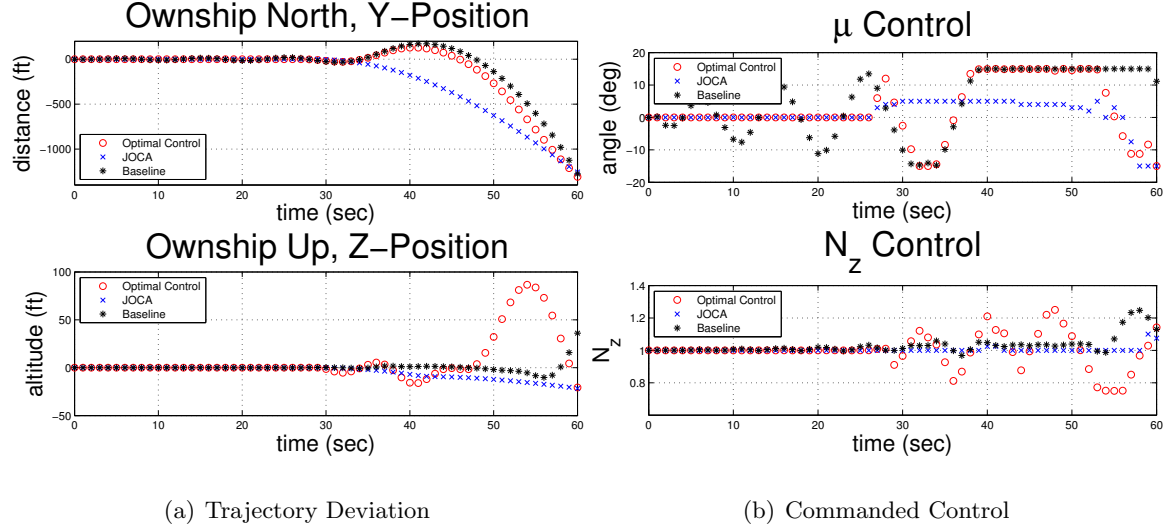 Ownship North, Y−Position
distance (ft)
200
0
−500
−1000
Optimal Control
JOCA
Baseline
0 10 20 30 40 50 60
time (sec)
Ownship Up, Z−Position
altitude (ft)
100
50
0
−50
Optimal Control
JOCA
Baseline
0 10 20 30 40 50 60
time (sec)
(a) Trajectory Deviation
μ Control
angle (deg)
20
10
0
−10
−20
Optimal Control
JOCA
Baseline
0 10 20 30 40 50 60
time (sec)
N_z Control
N_z
1.4
1.2
1
0.8
0.6
Optimal Control
JOCA
Baseline
0 10 20 30 40 50 60
time (sec)
(b) Commanded Control